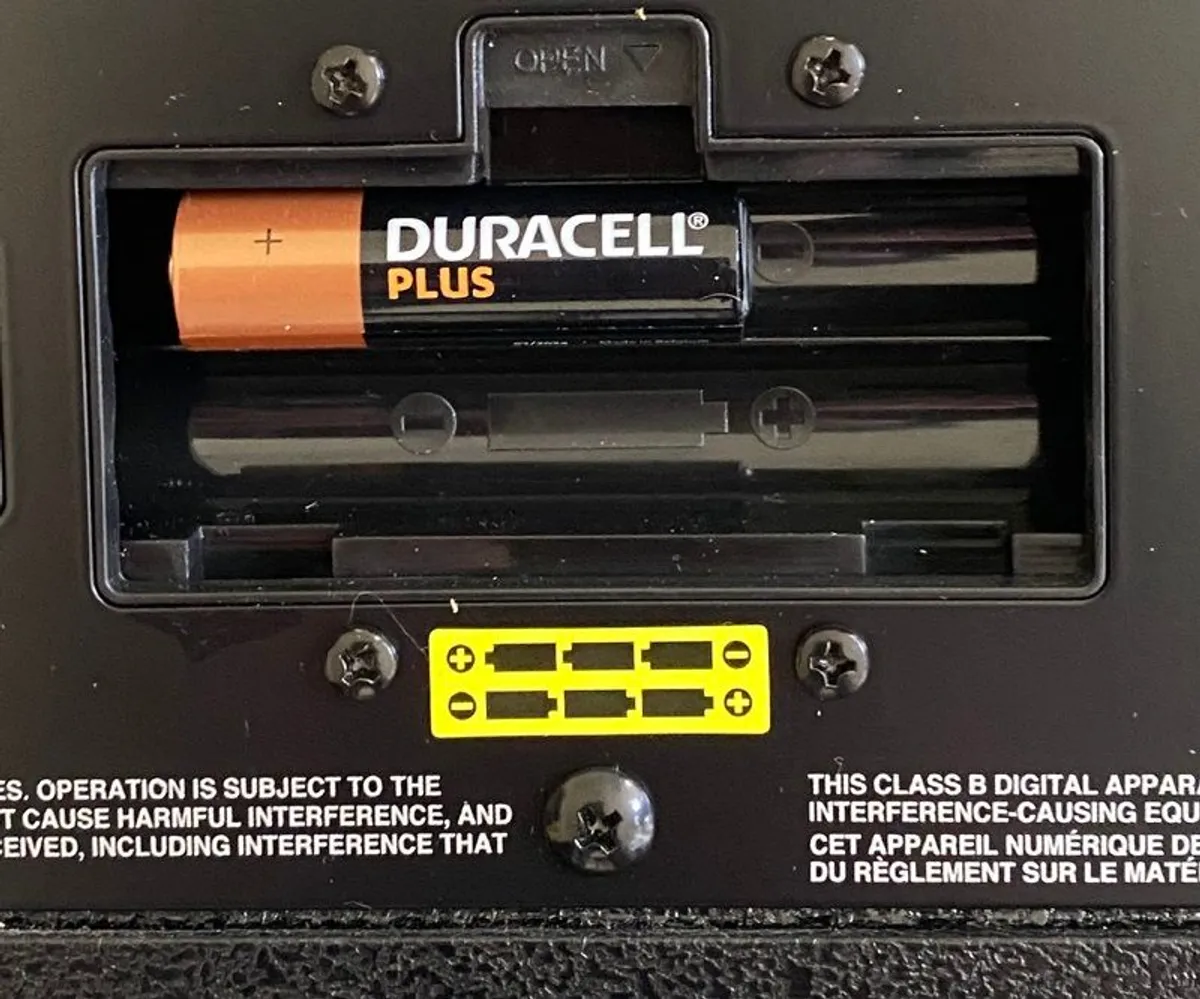 OPEN
+
DURACELL®
PLUS
- +
+ -
- +
ES. OPERATION IS SUBJECT TO THE
T CAUSE HARMFUL INTERFERENCE, AND
CEIVED, INCLUDING INTERFERENCE THAT
THIS CLASS B DIGITAL APPARA
INTERFERENCE-CAUSING EQU
CET APPAREIL NUMÉRIQUE DE
DU RÈGLEMENT SUR LE MATÉ